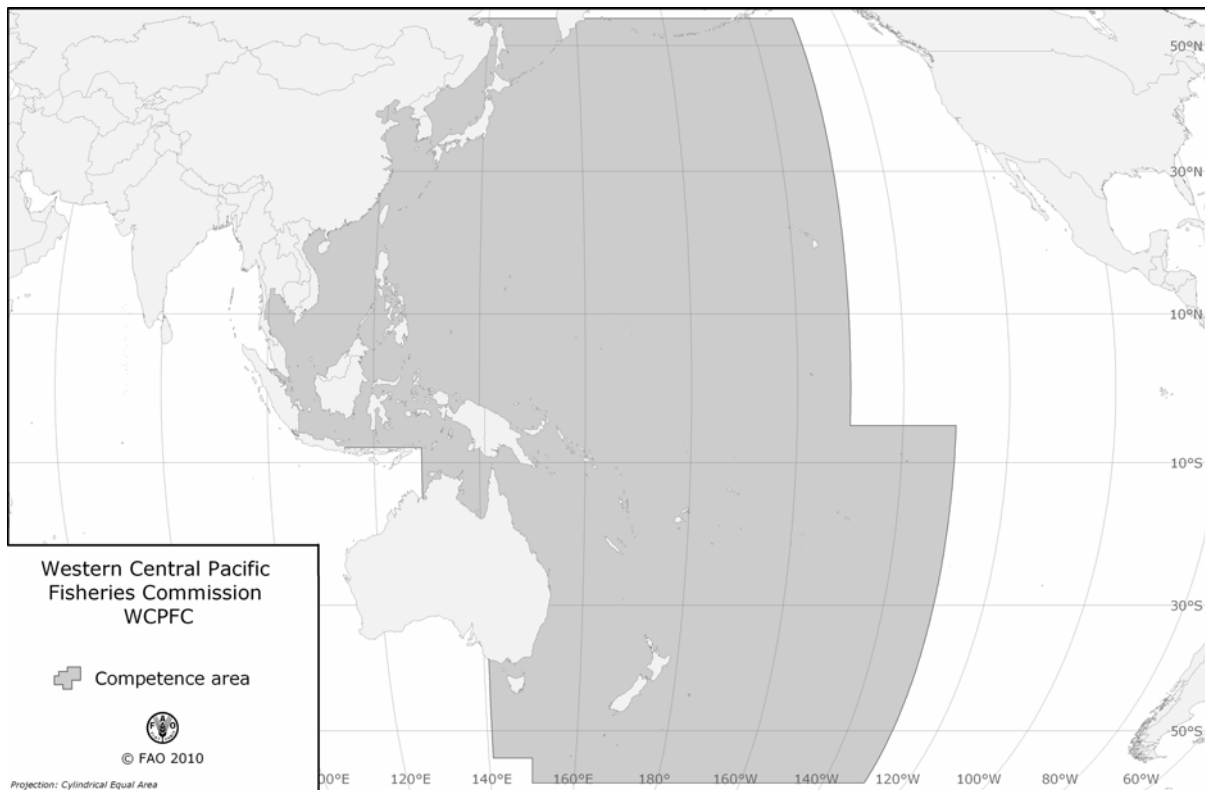 50°N
30°N
10°N
10°S
30°S
50°S
Western Central Pacific
Fisheries Commission
WCPFC
Competence area
F A O
© FAO 2010
Projection: Cylindrical Equal Area
00°E 120°E 140°E 160°E 180° 160°W 140°W 120°W 100°W 80°W 60°W